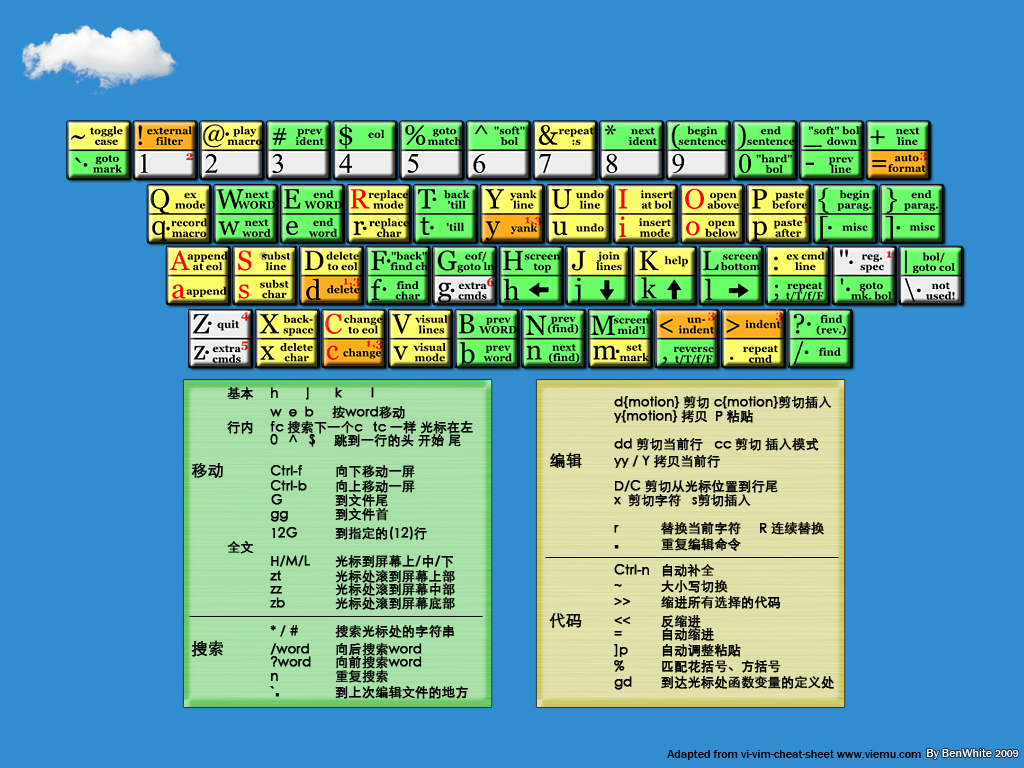 ~ toggle case ! external filter @· play macro # prev ident $ eol % goto match ^ "soft" bol & repeat :s * next ident ( begin sentence ) end sentence _ "soft" bol down + next line
`· goto mark 1 2 2 3 4 5 6 7 8 9 0 "hard" bol - prev line = auto format 3
Q ex mode W next WORD E end WORD R replace mode T· back 'till Y yank line U undo line I insert at bol O open above P paste before { begin parag. } end parag.
q· record macro w next word e end word r· replace char t· 'till y yank 1,3 u undo i insert mode o open below p paste after 1 [· misc ]· misc
A append at eol S subst line D delete to eol F· "back" find ch G eof/ goto ln H screen top J join lines K help L screen bottom : ex cmd line "· reg. spec 1 | bol/ goto col
a append s subst char d delete 1,3 f· find char g· extra cmds 6 h ← j ↓ k ↑ l → ; repeat t/T/f/F '· goto mk. bol \· not used!
Z· quit 4 X back- space C change to eol V visual lines B prev WORD N prev (find) M screen mid'l < un- indent 3 > indent 3 ?· find (rev.)
z· extra cmds 5 x delete char c change 1,3 v visual mode b prev word n next (find) m· set mark , reverse t/T/f/F . repeat cmd /· find
基本 h j k l
w e b 按word移动
行内 fc 搜索下一个c tc 一样 光标在左
0 ^ $ 跳到一行的头 开始 尾
移动 Ctrl-f 向下移动一屏
Ctrl-b 向上移动一屏
G 到文件尾
gg 到文件首
12G 到指定的(12)行
全文
H/M/L 光标到屏幕上/中/下
zt 光标处滚到屏幕上部
zz 光标处滚到屏幕中部
zb 光标处滚到屏幕底部
* / # 搜索光标处的字符串
搜索 /word 向后搜索word
?word 向前搜索word
n 重复搜索
`. 到上次编辑文件的地方
d{motion} 剪切 c{motion}剪切插入
y{motion} 拷贝 P 粘贴
dd 剪切当前行 cc 剪切 插入模式
编辑 yy / Y 拷贝当前行
D/C 剪切从光标位置到行尾
x 剪切字符 s剪切插入
r 替换当前字符 R 连续替换
. 重复编辑命令
Ctrl-n 自动补全
~ 大小写切换
>> 缩进所有选择的代码
代码 << 反缩进
= 自动缩进
]p 自动调整粘贴
% 匹配花括号、方括号
gd 到达光标处函数变量的定义处
Adapted from vi-vim-cheat-sheet www.viemu.com By BenWhite 2009